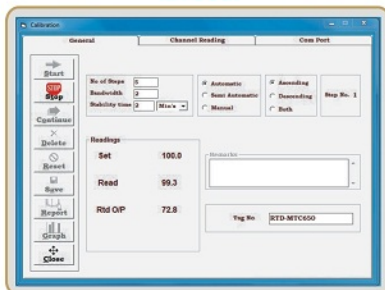 Calibration
General Channel Reading Com Port
Start
Stop
Continue
Delete
Reset
Save
Report
Graph
Close
No of Steps 5
Bandwidth 2
Stability time 2 Min's
Automatic
Semi Automatic
Manual
Ascending
Descending
Both
Step No. 1
Readings
Set 100.0
Read 99.3
Rtd O/P 72.8
Remarks
Tag No RTD-MTC650